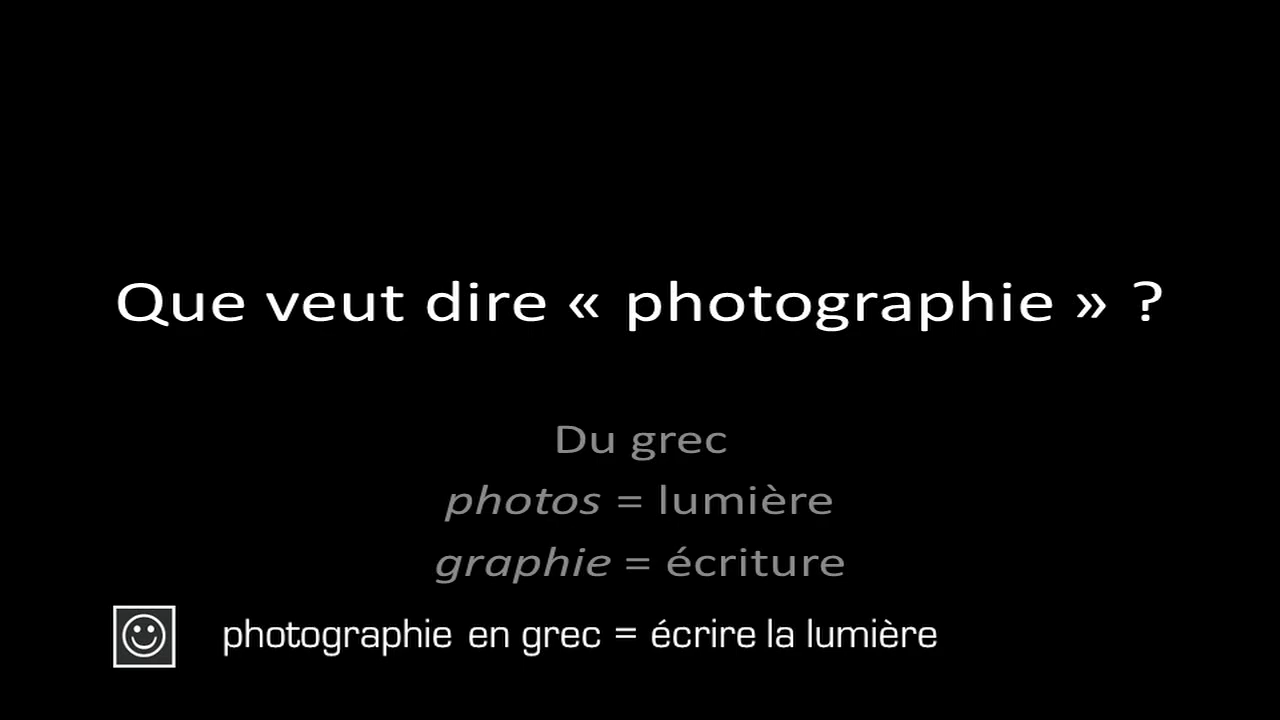 Que veut dire « photographie » ?
Du grec
photos = lumière
graphie = écriture
photographie en grec = écrire la lumière